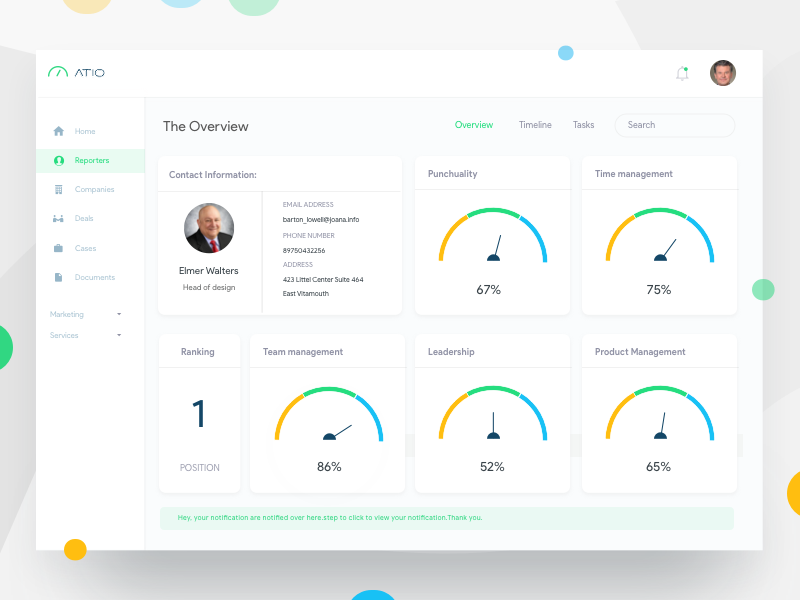 ATIO
Home
Reporters
Companies
Deals
Cases
Documents
Marketing
Services
The Overview
Overview
Timeline
Tasks
Search
Contact Information:
Elmer Walters
Head of design
EMAIL ADDRESS
barton_lowell@joana.info
PHONE NUMBER
89750432256
ADDRESS
423 Littel Center Suite 464
East Vitamouth
Punchuality
67%
Time management
75%
Ranking
1
POSITION
Team management
86%
Leadership
52%
Product Management
65%
Hey, your notification are notified over here.step to click to view your notification.Thank you.